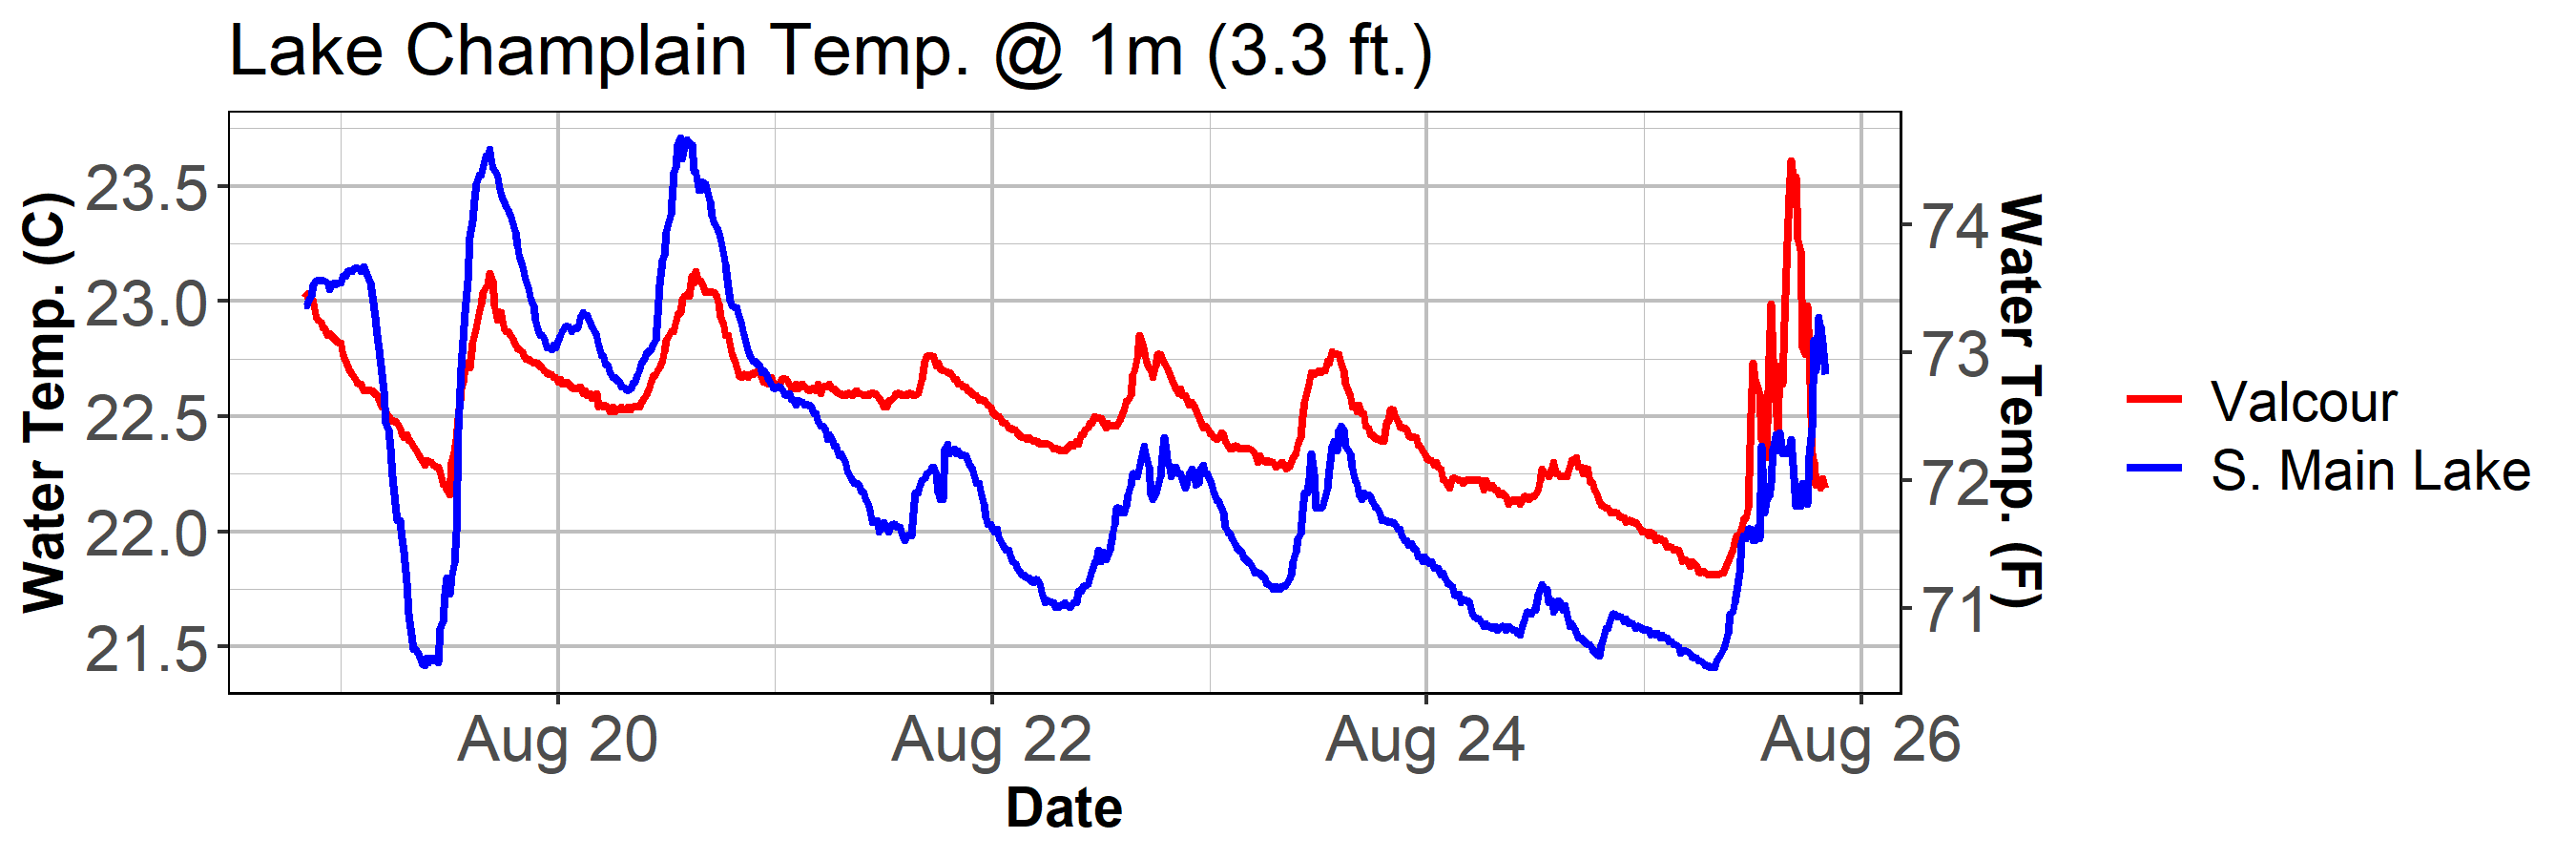 Lake Champlain Temp. @ 1m (3.3 ft.)
Water Temp. (C)
23.5
23.0
22.5
22.0
21.5
74
73
72
71
Water Temp. (F)
Aug 20
Aug 22
Aug 24
Aug 26
Date
Valcour
S. Main Lake